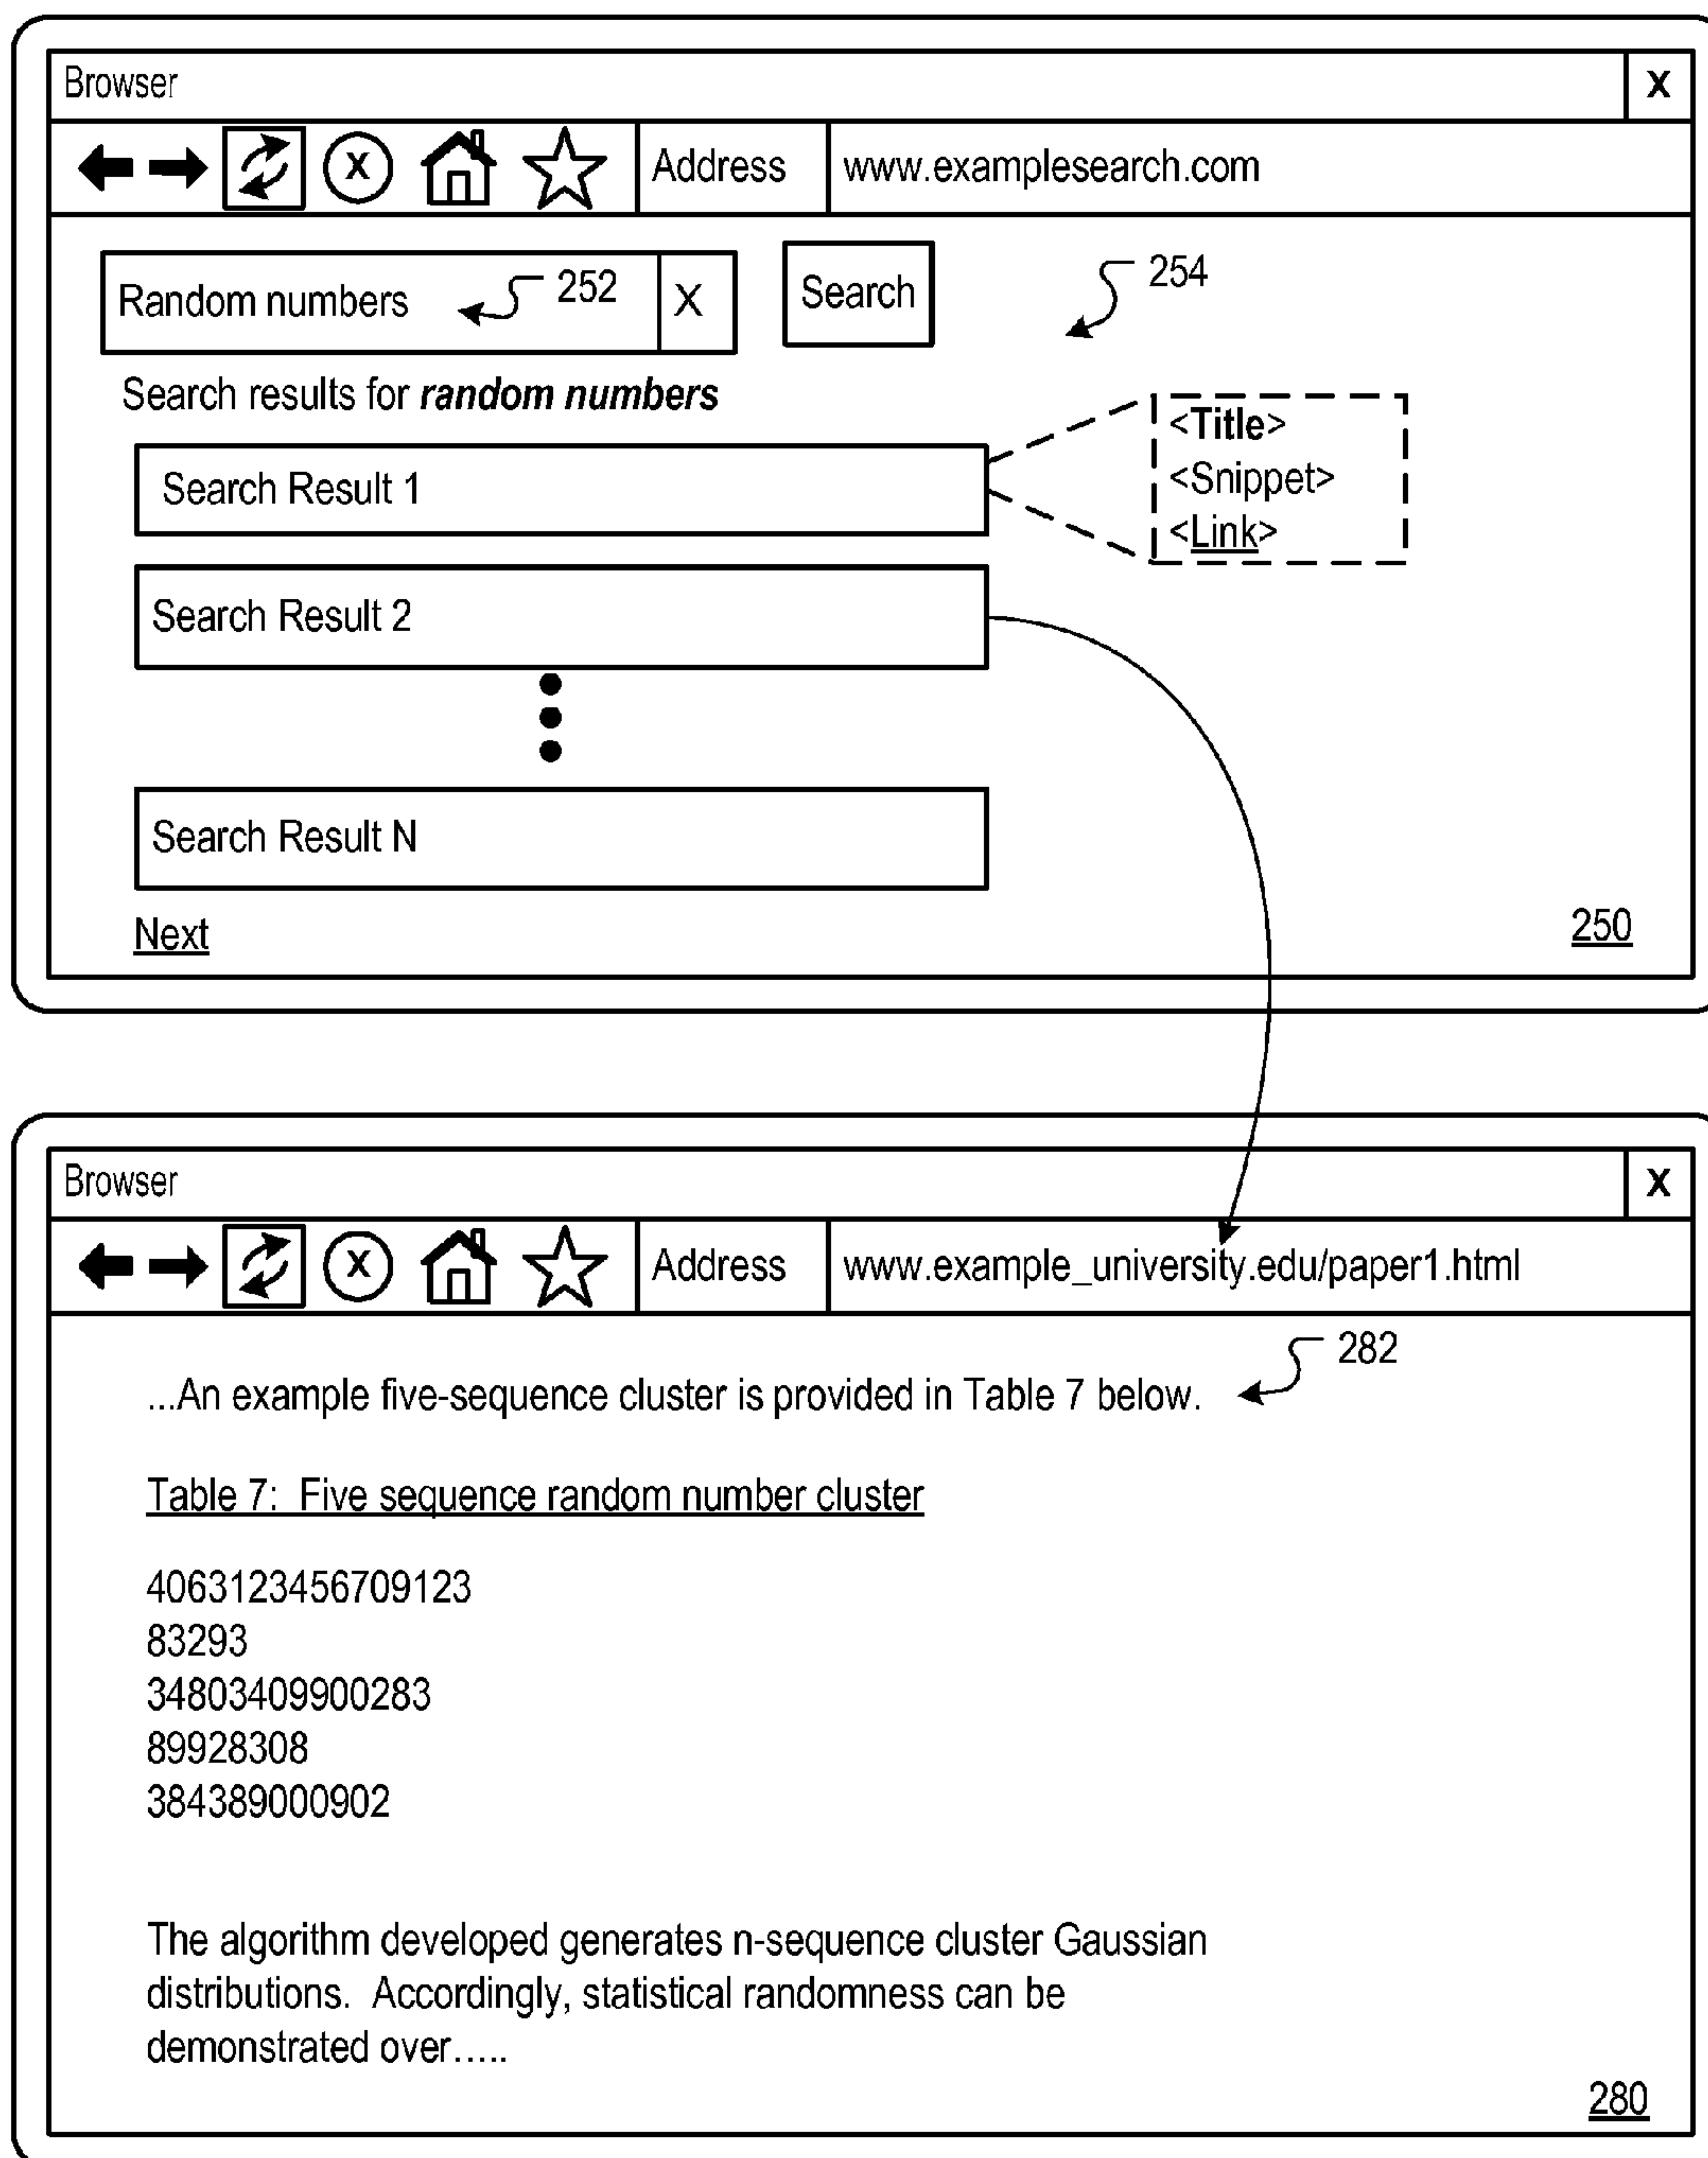 Browser X
X Address www.examplesearch.com
Random numbers 252 X Search 254
Search results for random numbers
<Title>
Search Result 1 <Snippet>
<Link>
Search Result 2
Search Result N
Next 250
Browser X
X Address www.example_university.edu/paper1.html
282
...An example five-sequence cluster is provided in Table 7 below.
Table 7: Five sequence random number cluster
4063123456709123
83293
34803409900283
89928308
384389000902
The algorithm developed generates n-sequence cluster Gaussian
distributions. Accordingly, statistical randomness can be
demonstrated over.....
280